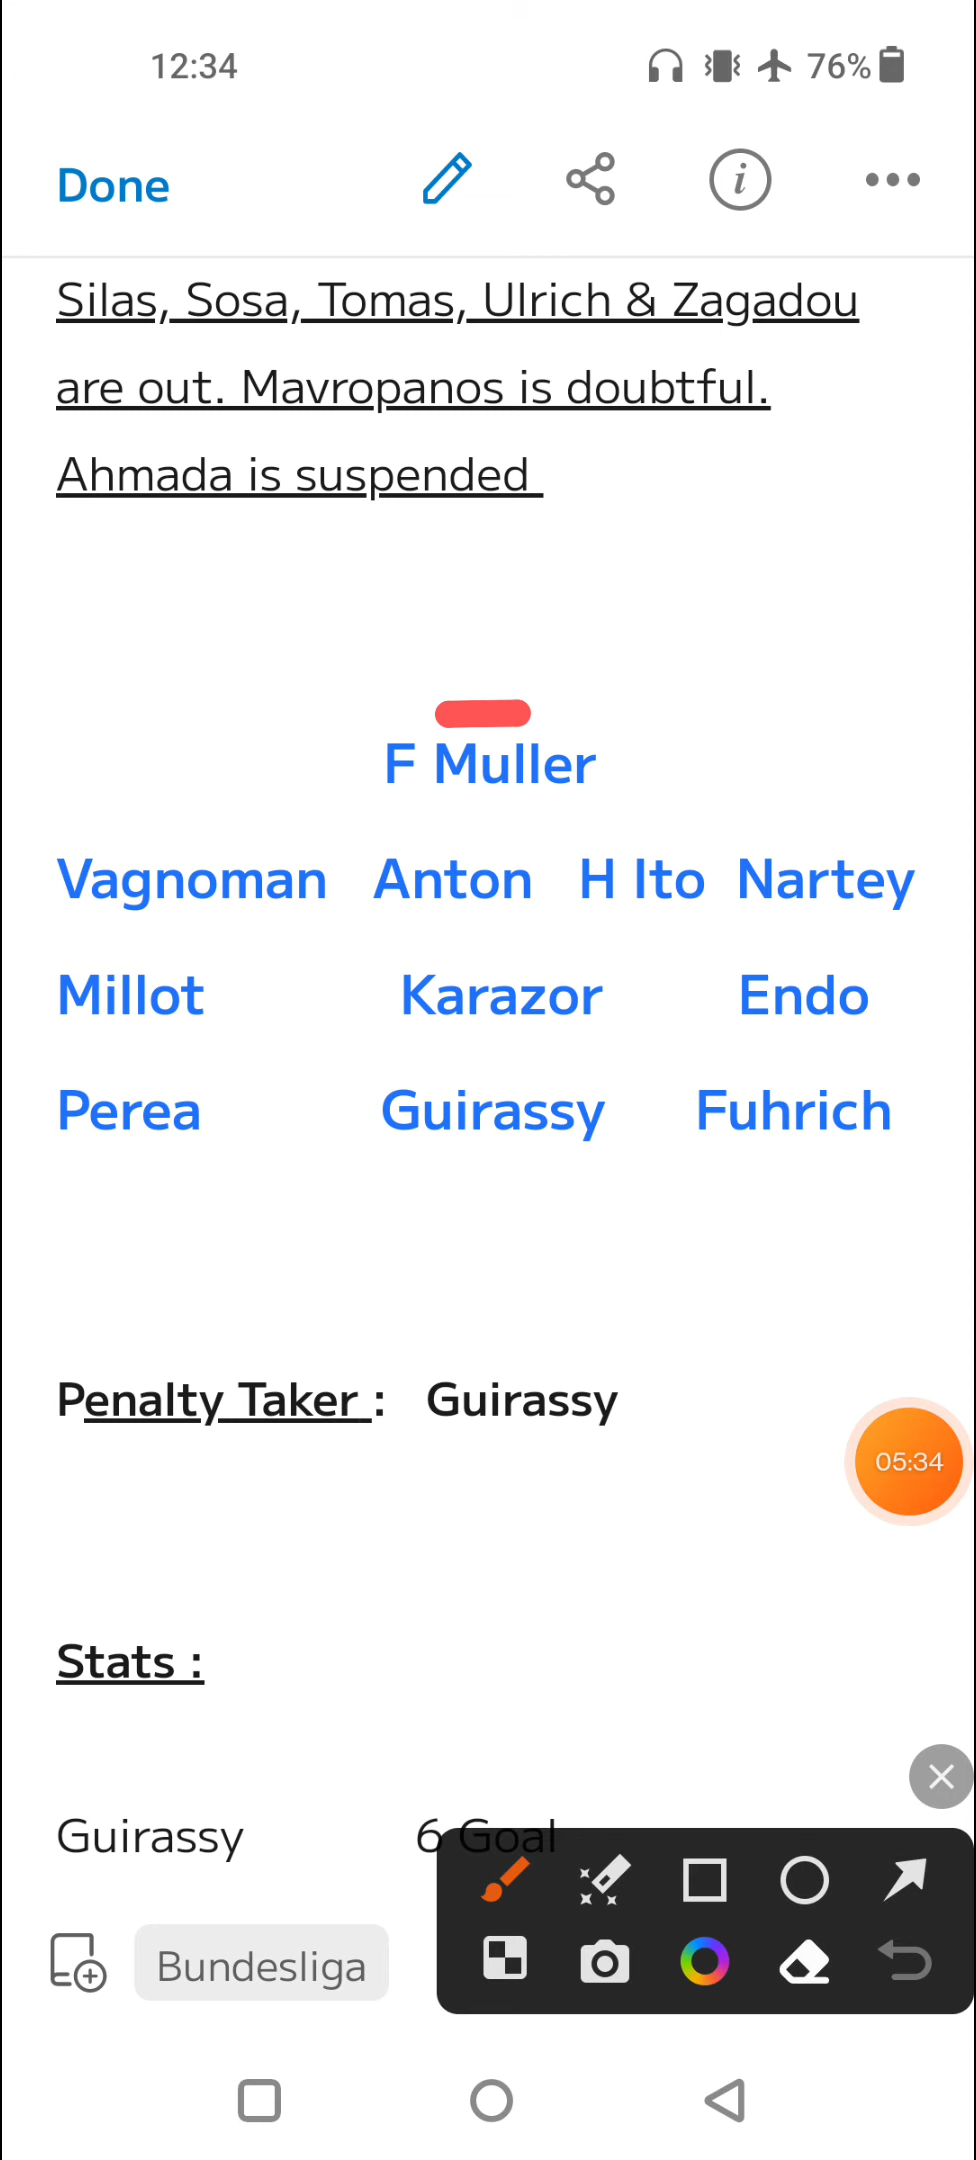 12:34 76%
Done
Silas, Sosa, Tomas, Ulrich & Zagadou
are out. Mavropanos is doubtful.
Ahmada is suspended
F Muller
Vagnoman Anton H Ito Nartey
Millot Karazor Endo
Perea Guirassy Fuhrich
Penalty Taker : Guirassy
05:34
Stats :
Guirassy 6 Goal
Bundesliga